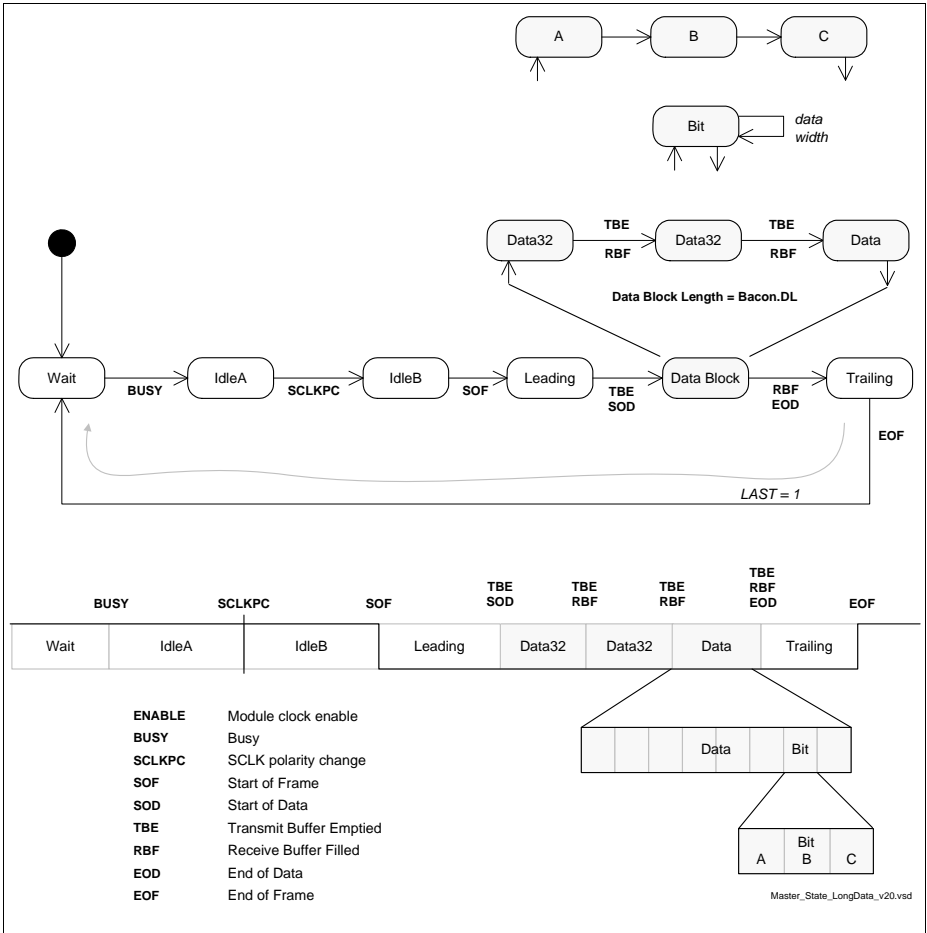 A B C
Bit
data
width
TBE TBE
Data32 Data32 Data
RBF RBF
Data Block Length = Bacon.DL
Wait IdleA IdleB Leading Data Block Trailing
BUSY SCLKPC SOF TBE RBF
SOD EOD
EOF
LAST = 1
TBE
TBE TBE TBE RBF
BUSY SCLKPC SOF SOD RBF RBF EOD EOF
Wait IdleA IdleB Leading Data32 Data32 Data Trailing
ENABLE Module clock enable
BUSY Busy
SCLKPC SCLK polarity change
SOF Start of Frame
SOD Start of Data
TBE Transmit Buffer Emptied
RBF Receive Buffer Filled
EOD End of Data
EOF End of Frame
Data Bit
Bit
A B C
Master_State_LongData_v20.vsd